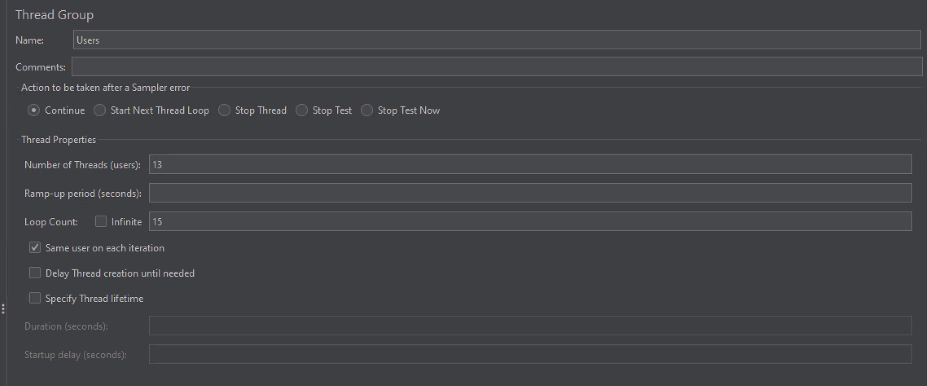 Thread Group
Name: Users
Comments:
Action to be taken after a Sampler error
Continue Start Next Thread Loop Stop Thread Stop Test Stop Test Now
Thread Properties
Number of Threads (users): 13
Ramp-up period (seconds):
Loop Count: Infinite 15
Same user on each iteration
Delay Thread creation until needed
Specify Thread lifetime
Duration (seconds):
Startup delay (seconds):